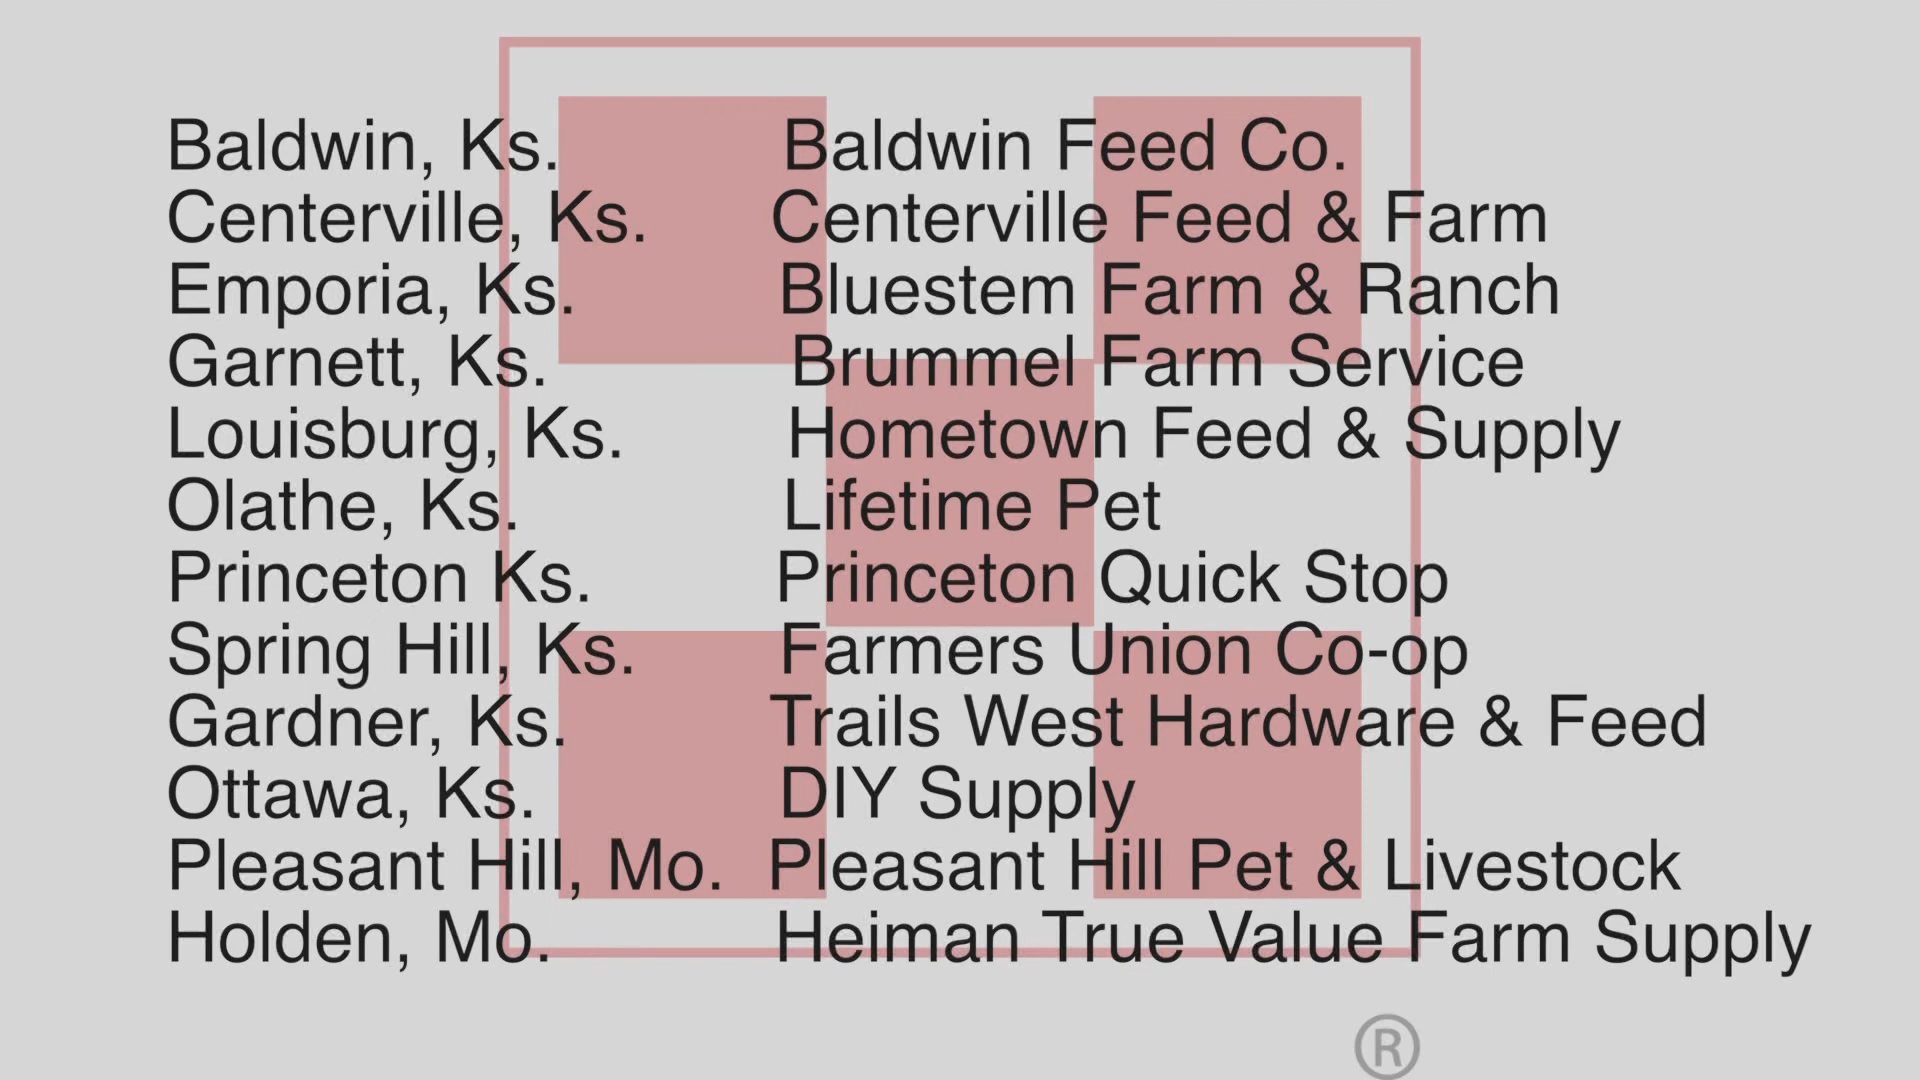 Baldwin, Ks. Baldwin Feed Co.
Centerville, Ks. Centerville Feed & Farm
Emporia, Ks. Bluestem Farm & Ranch
Garnett, Ks. Brummel Farm Service
Louisburg, Ks. Hometown Feed & Supply
Olathe, Ks. Lifetime Pet
Princeton Ks. Princeton Quick Stop
Spring Hill, Ks. Farmers Union Co-op
Gardner, Ks. Trails West Hardware & Feed
Ottawa, Ks. DIY Supply
Pleasant Hill, Mo. Pleasant Hill Pet & Livestock
Holden, Mo. Heiman True Value Farm Supply
®